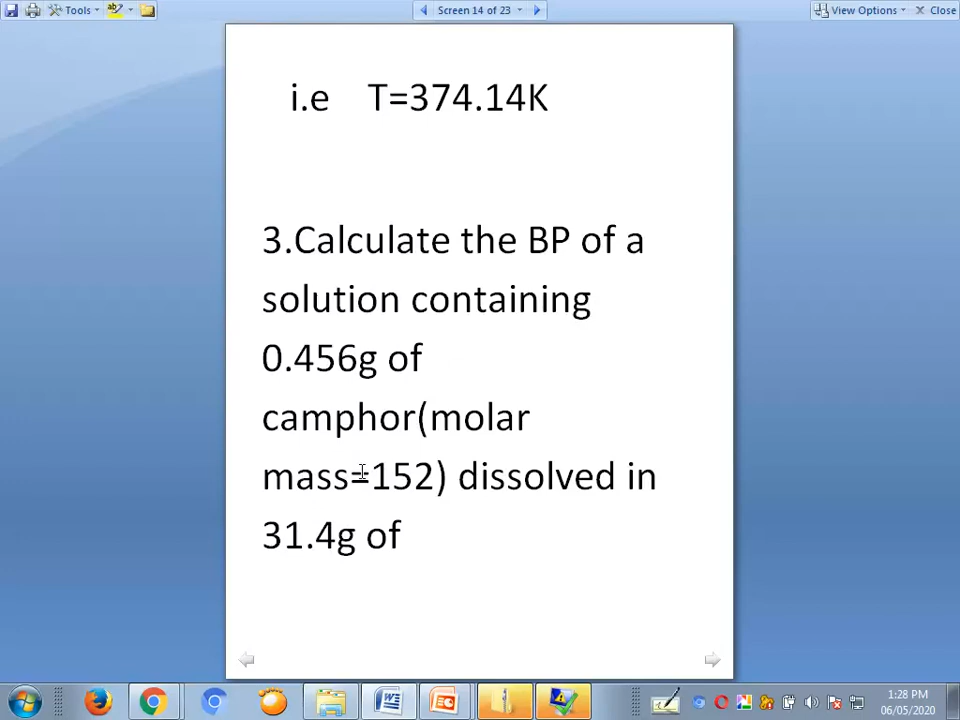 Tools
Screen 14 of 23
View Options
Close
i.e T=374.14K
3.Calculate the BP of a
solution containing
0.456g of
camphor(molar
mass=152) dissolved in
31.4g of
1:28 PM
06/05/2020